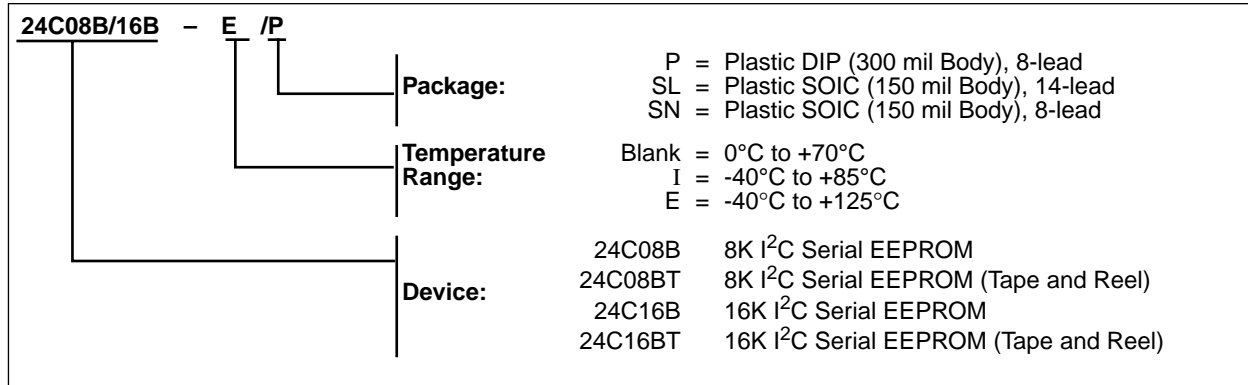 24C08B/16B – E /P
Package:
P = Plastic DIP (300 mil Body), 8-lead
SL = Plastic SOIC (150 mil Body), 14-lead
SN = Plastic SOIC (150 mil Body), 8-lead
Temperature
Range:
Blank = 0°C to +70°C
I = -40°C to +85°C
E = -40°C to +125°C
Device:
24C08B 8K I²C Serial EEPROM
24C08BT 8K I²C Serial EEPROM (Tape and Reel)
24C16B 16K I²C Serial EEPROM
24C16BT 16K I²C Serial EEPROM (Tape and Reel)